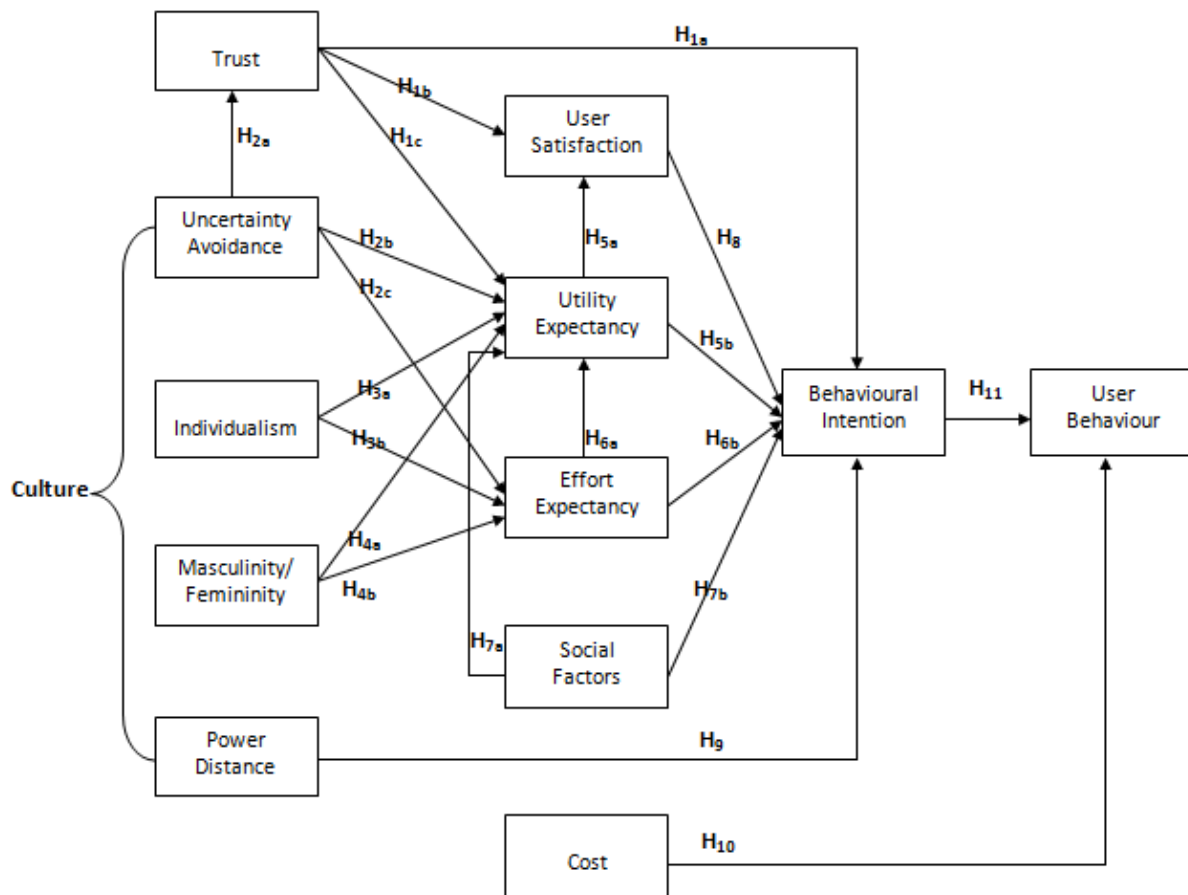 Trust
H1a
H1b
H1c
H2a
User
Satisfaction
Uncertainty
Avoidance
H2b
H2c
H5a
H8
Utility
Expectancy
H5b
Individualism
H3a
H3b
H6a
H6b
Behavioural
Intention
H11
User
Behaviour
Culture
Effort
Expectancy
Masculinity/
Femininity
H4a
H4b
H7b
H7a
Social
Factors
Power
Distance
H9
Cost
H10